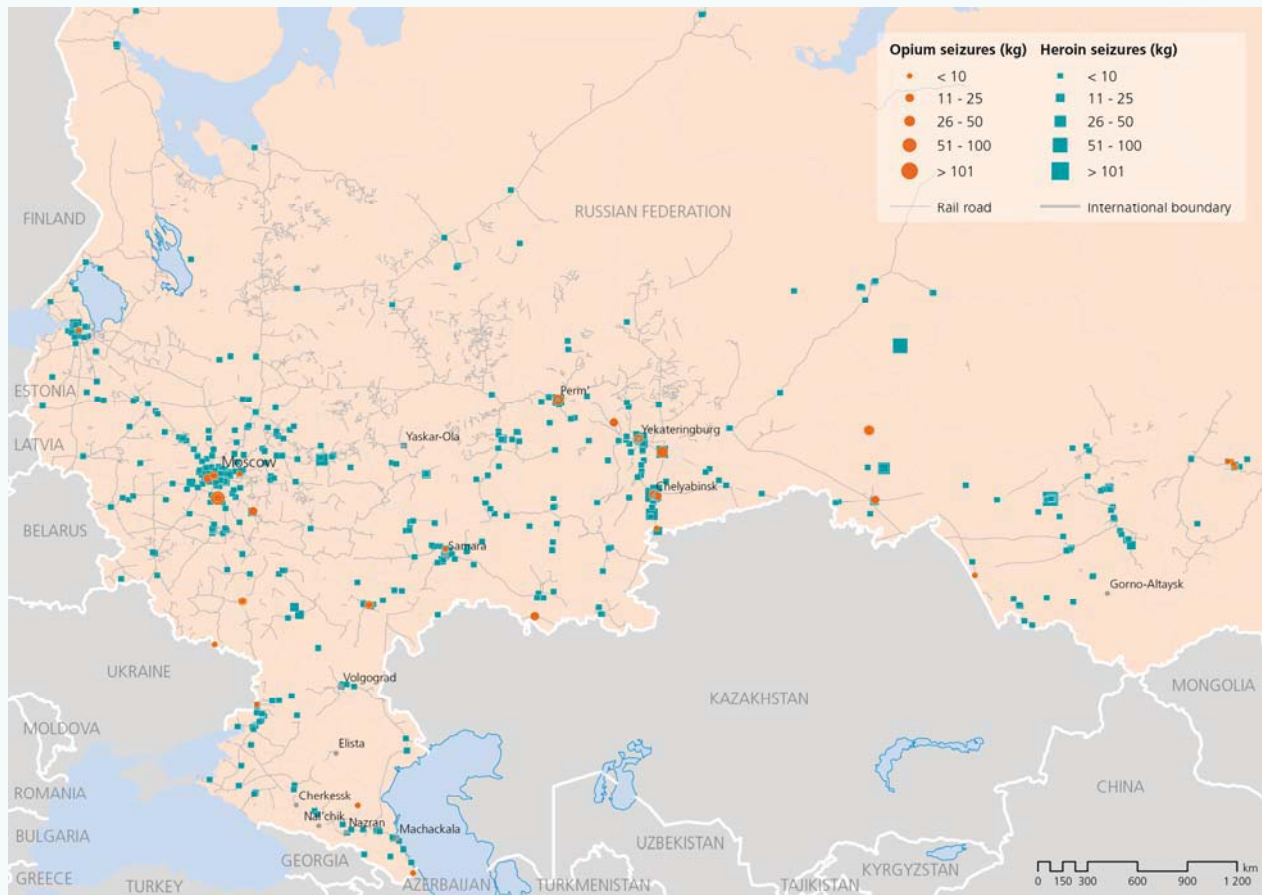 Opium seizures (kg)
< 10
11 - 25
26 - 50
51 - 100
> 101
Heroin seizures (kg)
< 10
11 - 25
26 - 50
51 - 100
> 101
Rail road
International boundary
FINLAND
RUSSIAN FEDERATION
ESTONIA
Perm'
LATVIA
Yaskar-Ola
Yekateringburg
Moscow
Chelyabinsk
BELARUS
Samara
Gorno-Altaysk
UKRAINE
Volgograd
KAZAKHSTAN
MONGOLIA
MOLDOVA
Elista
ROMANIA
Cherkessk
CHINA
Nal'chik
Nazran
Machackala
BULGARIA
UZBEKISTAN
GEORGIA
KYRGYZSTAN
GREECE
TURKEY
AZERBAIJAN
TURKMENISTAN
TAJIKISTAN
km
0 150 300 600 900 1 200